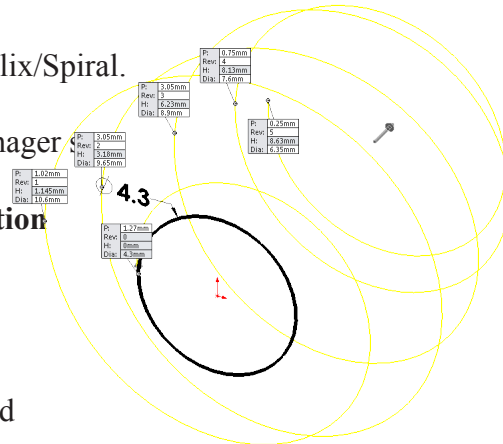 lix/Spiral.
P: 0.75mm
Rev: 4
H: 8.13mm
Dia: 7.6mm
P: 3.05mm
Rev: 3
H: 6.23mm
Dia: 8.9mm
P: 0.25mm
Rev: 5
H: 8.63mm
Dia: 6.35mm
nager s
P: 3.05mm
Rev: 2
H: 3.18mm
Dia: 9.65mm
P: 1.02mm
Rev: 1
H: 1.145mm
Dia: 10.6mm
4.3
tion
P: 1.27mm
Rev: 0
H: 0mm
Dia: 4.3mm
d